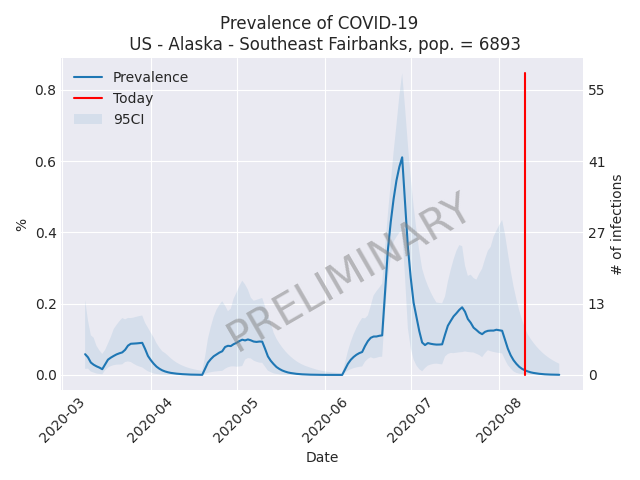 Prevalence of COVID-19
US - Alaska - Southeast Fairbanks, pop. = 6893
Prevalence
Today
95CI
PRELIMINARY
%
0.8
0.6
0.4
0.2
0.0
55
41
27
13
0
# of infections
2020-03
2020-04
2020-05
2020-06
2020-07
2020-08
Date